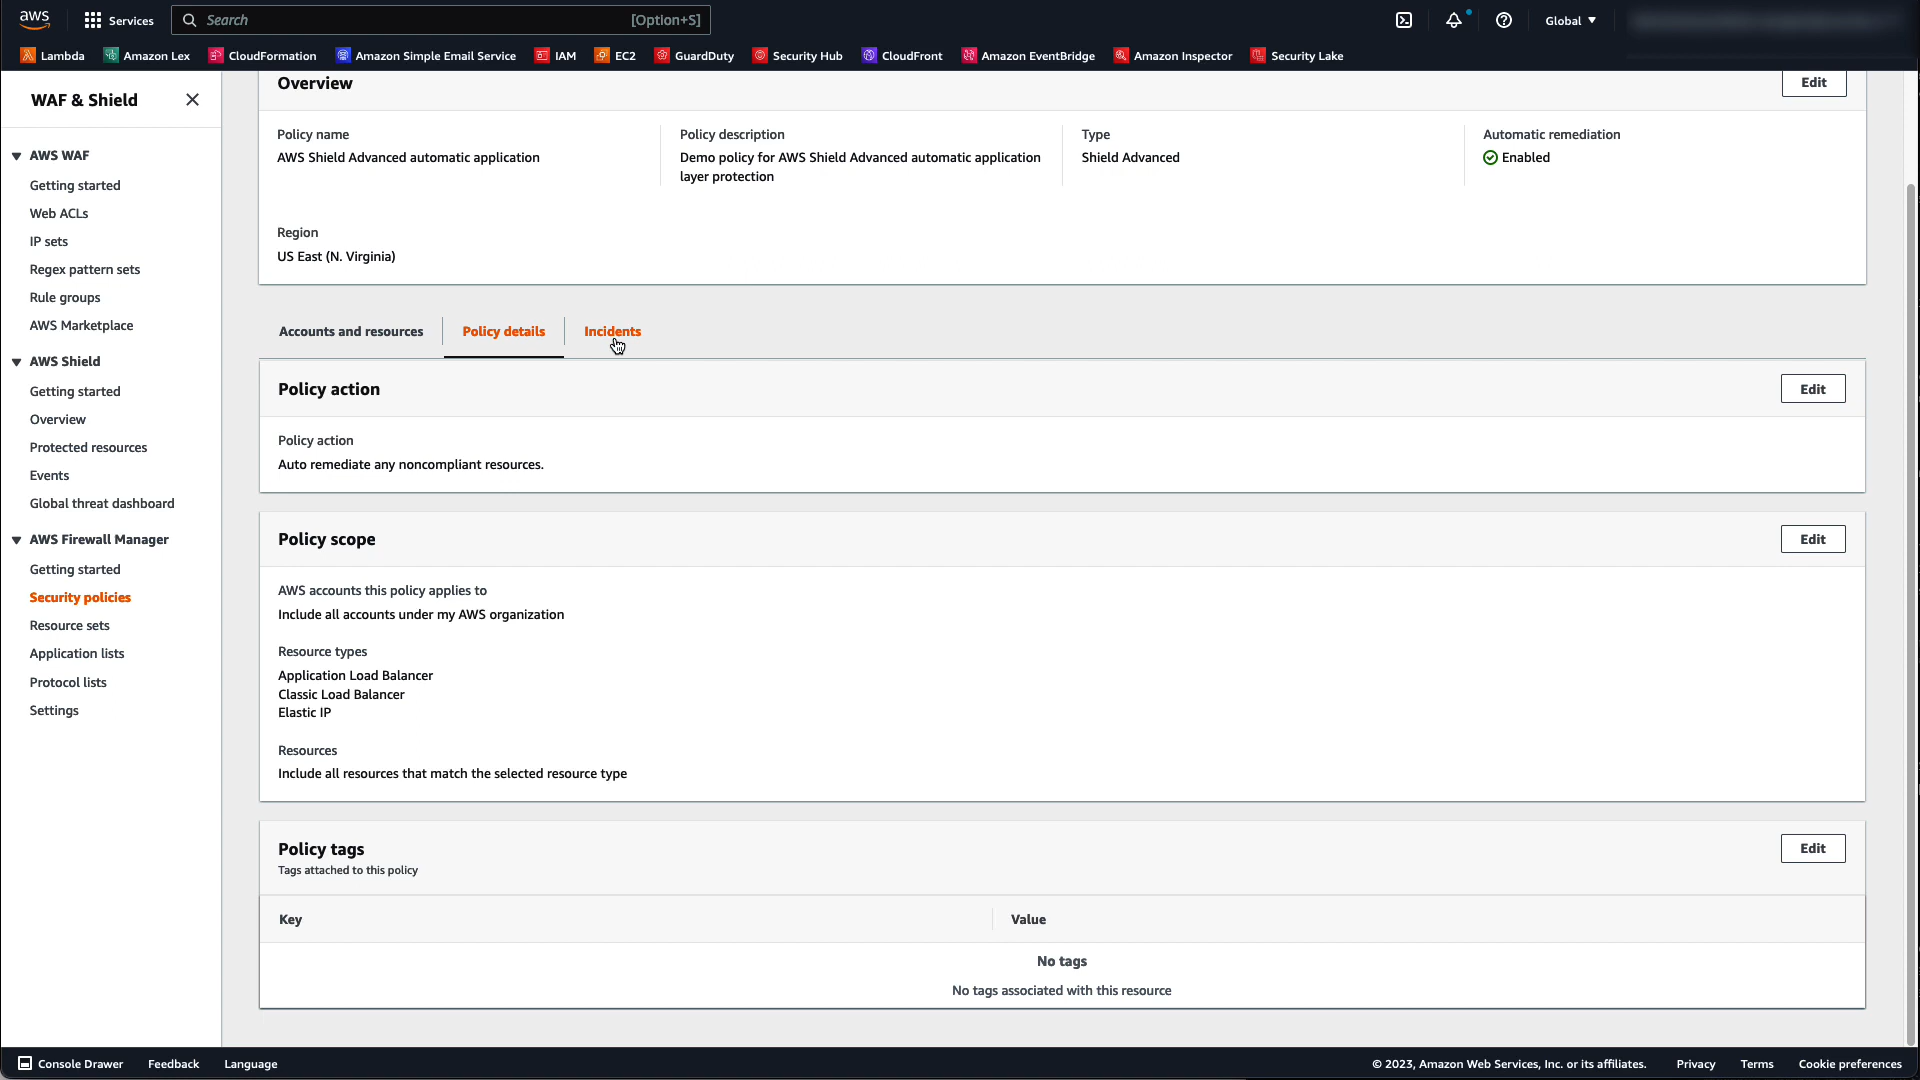 aws
Services
Search
[Option+S]
Global
Lambda
Amazon Lex
CloudFormation
Amazon Simple Email Service
IAM
EC2
GuardDuty
Security Hub
CloudFront
Amazon EventBridge
Amazon Inspector
Security Lake
WAF & Shield
AWS WAF
Getting started
Web ACLs
IP sets
Regex pattern sets
Rule groups
AWS Marketplace
AWS Shield
Getting started
Overview
Protected resources
Events
Global threat dashboard
AWS Firewall Manager
Getting started
Security policies
Resource sets
Application lists
Protocol lists
Settings
Overview
Edit
Policy name
AWS Shield Advanced automatic application
Policy description
Demo policy for AWS Shield Advanced automatic application
layer protection
Type
Shield Advanced
Automatic remediation
Enabled
Region
US East (N. Virginia)
Accounts and resources
Policy details
Incidents
Policy action
Edit
Policy action
Auto remediate any noncompliant resources.
Policy scope
Edit
AWS accounts this policy applies to
Include all accounts under my AWS organization
Resource types
Application Load Balancer
Classic Load Balancer
Elastic IP
Resources
Include all resources that match the selected resource type
Policy tags
Edit
Tags attached to this policy
Key
Value
No tags
No tags associated with this resource
Console Drawer
Feedback
Language
© 2023, Amazon Web Services, Inc. or its affiliates.
Privacy
Terms
Cookie preferences